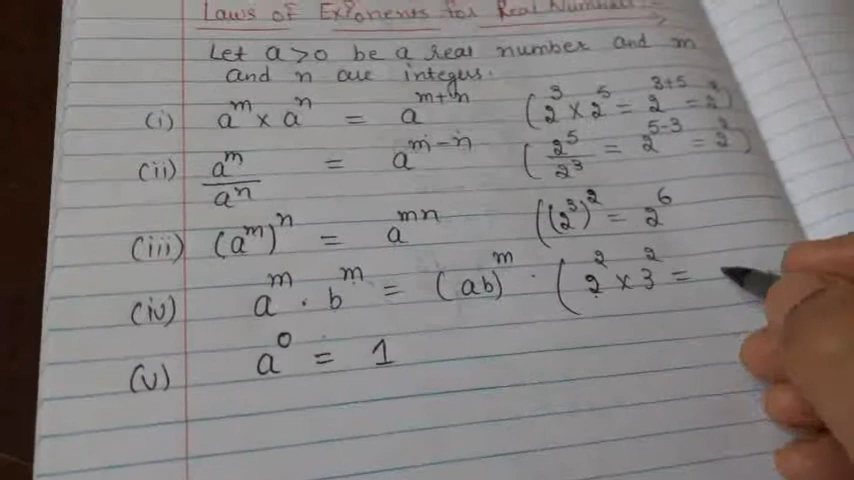 Laws of Exponents for Real Numbers
Let a > 0 be a real number and m
and n are integers.
(i) a^m × a^n = a^{m+n} (2^3 × 2^5 = 2^{3+5} = 2^8)
(ii) a^m/a^n = a^{m-n} (2^5/2^3 = 2^{5-3} = 2^2)
(iii) (a^m)^n = a^{mn} ((2^3)^2 = 2^6
(iv) a^m · b^m = (ab)^m · (2^2 × 3^2 =
(v) a^0 = 1